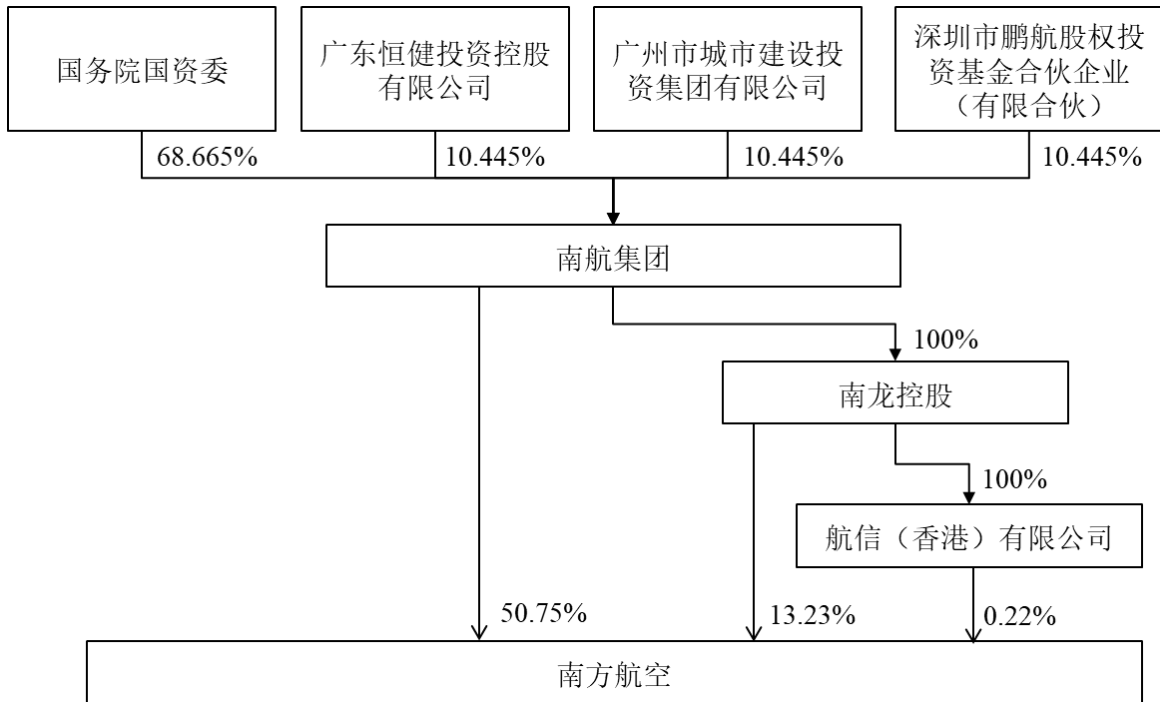 国务院国资委
广东恒健投资控股
有限公司
广州市城市建设投
资集团有限公司
深圳市鹏航股权投
资基金合伙企业
（有限合伙）
68.665%
10.445%
10.445%
10.445%
南航集团
100%
南龙控股
100%
航信（香港）有限公司
50.75%
13.23%
0.22%
南方航空